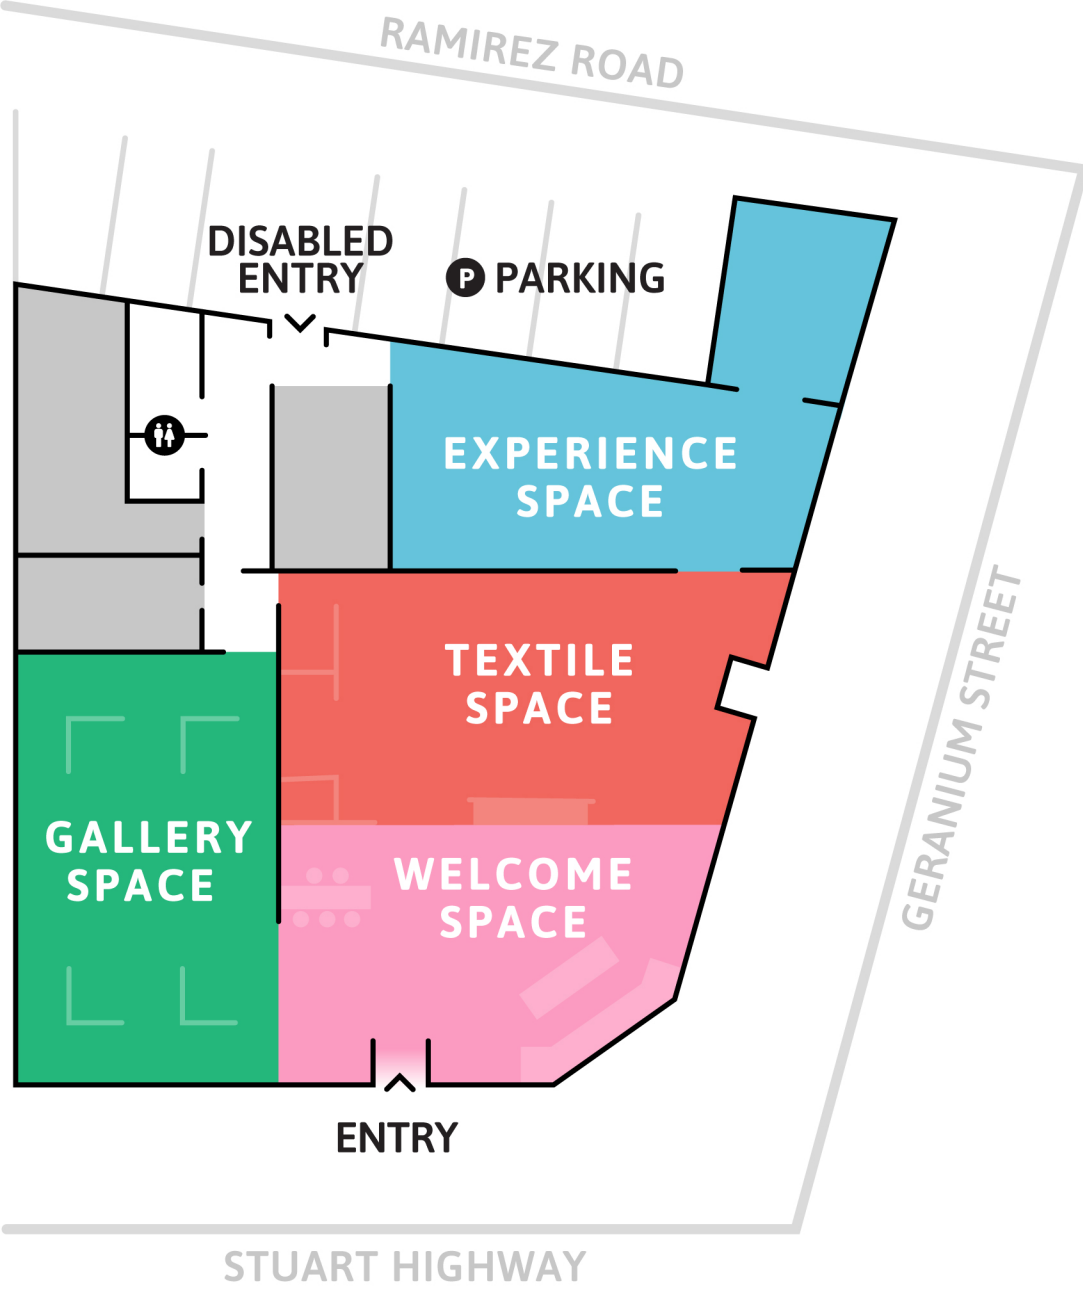 RAMIREZ ROAD
DISABLED
ENTRY
P PARKING
EXPERIENCE
SPACE
TEXTILE
SPACE
GERANIUM STREET
GALLERY
SPACE
WELCOME
SPACE
ENTRY
STUART HIGHWAY